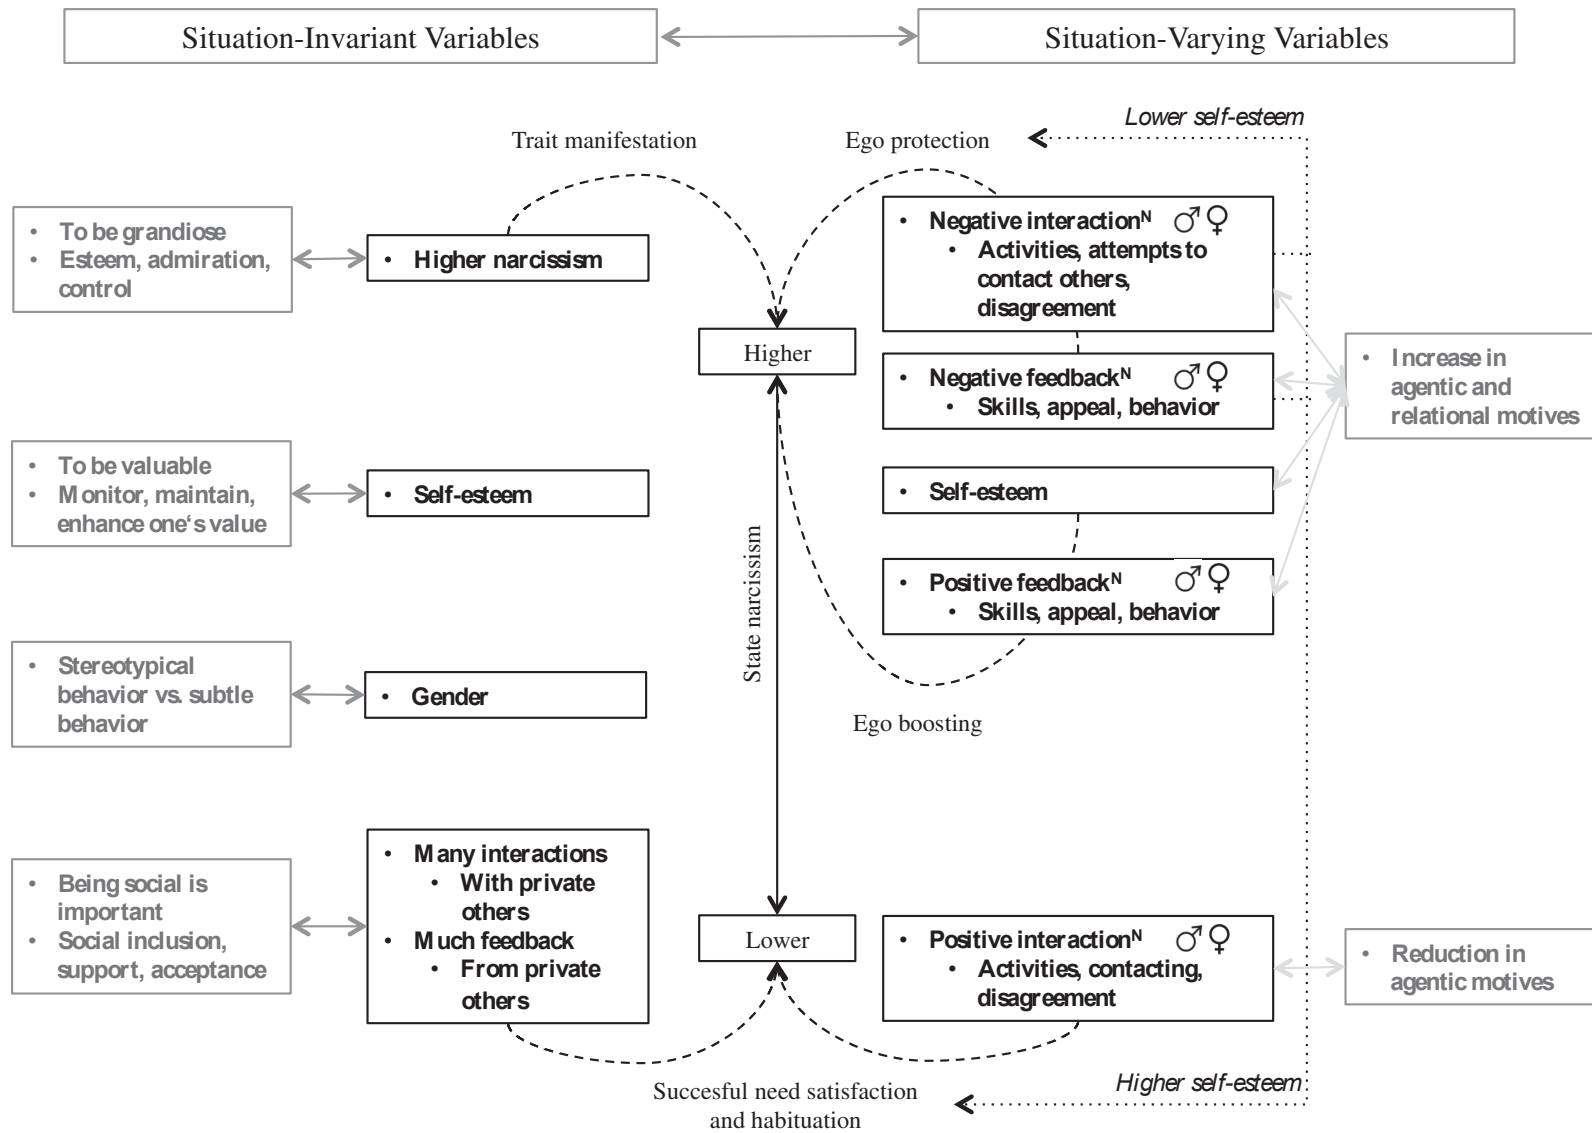 Situation-Invariant Variables
Situation-Varying Variables
Trait manifestation
Ego protection
Lower self-esteem
• To be grandiose
• Esteem, admiration,
control
• Higher narcissism
• Negative interactionᴺ ♂♀
• Activities, attempts to
contact others,
disagreement
Higher
• Negative feedbackᴺ ♂♀
• Skills, appeal, behavior
• Increase in
agentic and
relational motives
• To be valuable
• Monitor, maintain,
enhance one‘s value
• Self-esteem
• Self-esteem
State narcissism
• Positive feedbackᴺ ♂♀
• Skills, appeal, behavior
• Stereotypical
behavior vs. subtle
behavior
• Gender
Ego boosting
• Being social is
important
• Social inclusion,
support, acceptance
• Many interactions
• With private
others
• Much feedback
• From private
others
Lower
• Positive interactionᴺ ♂♀
• Activities, contacting,
disagreement
• Reduction in
agentic motives
Succesful need satisfaction
and habituation
Higher self-esteem